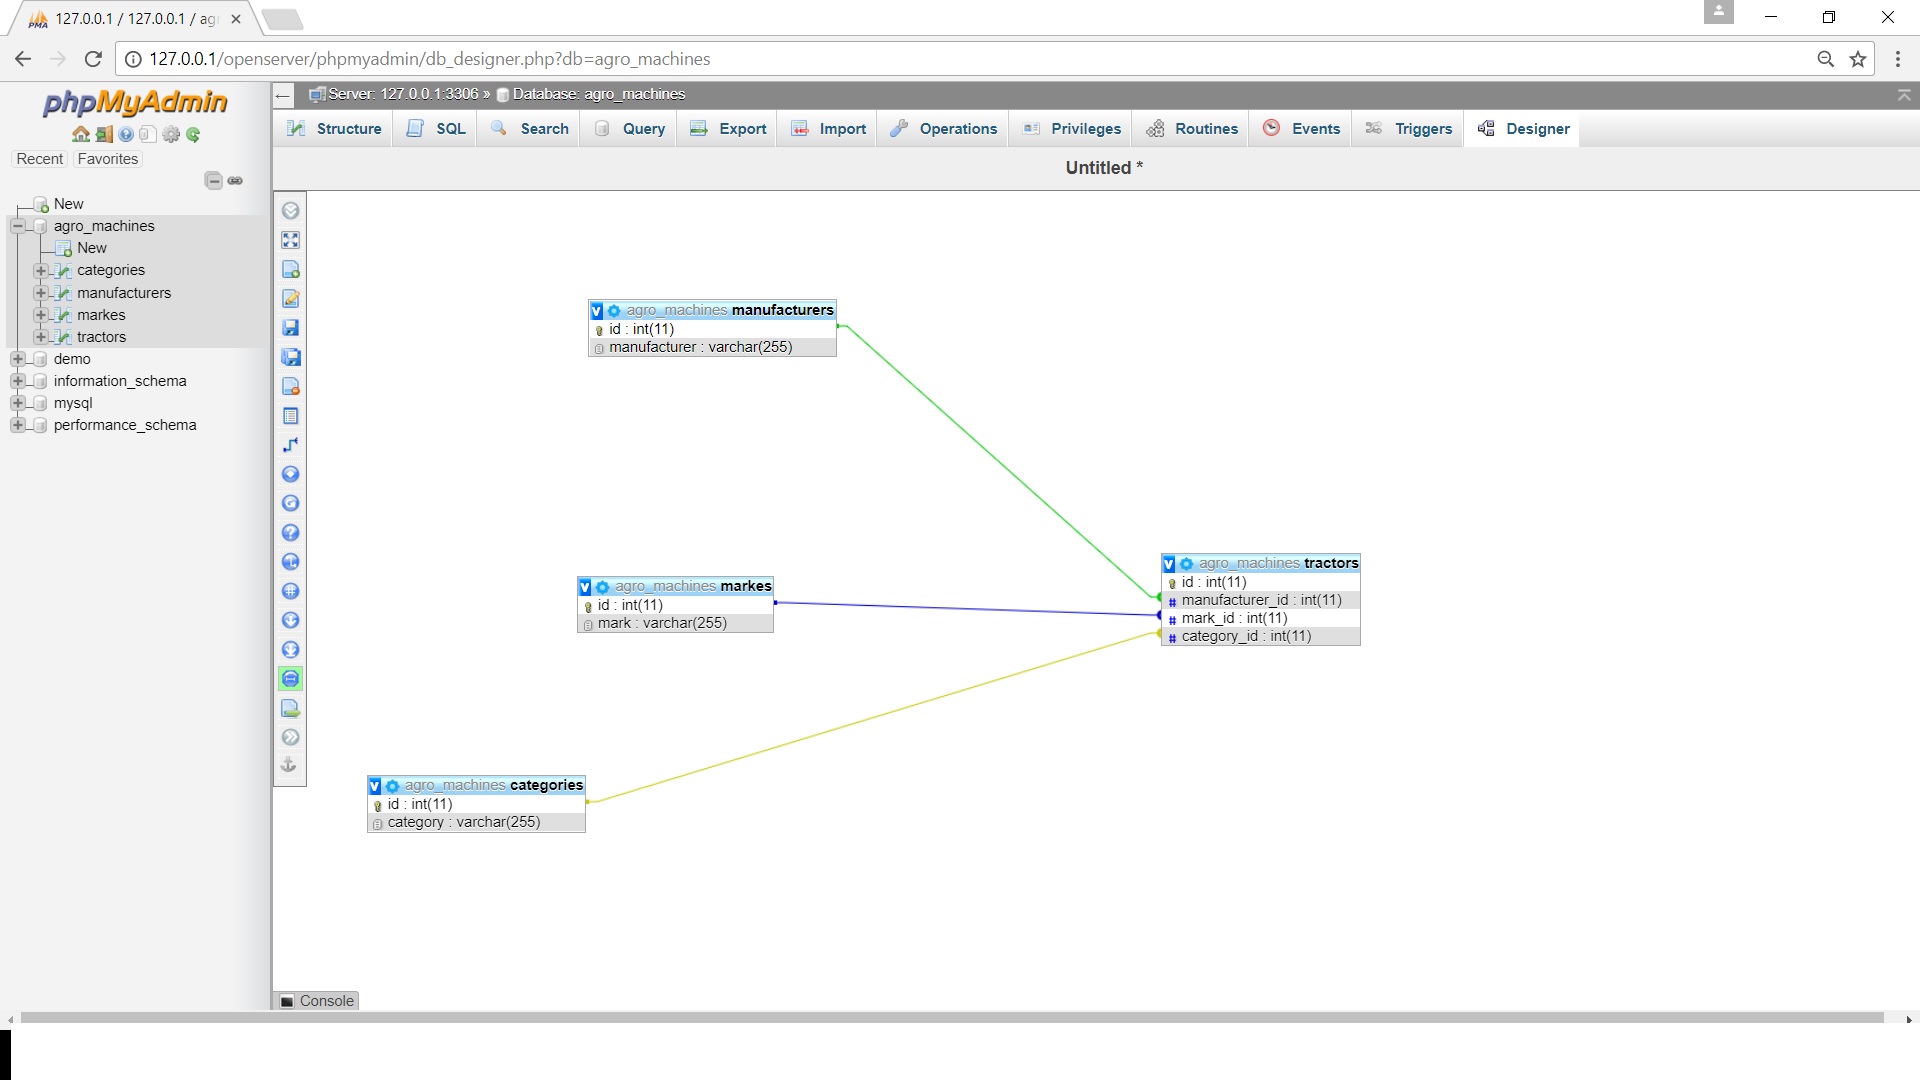 127.0.0.1 / 127.0.0.1 / ag
127.0.0.1/openserver/phpmyadmin/db_designer.php?db=agro_machines
phpMyAdmin
Recent Favorites
New
agro_machines
New
categories
manufacturers
markes
tractors
demo
information_schema
mysql
performance_schema
Server: 127.0.0.1:3306 » Database: agro_machines
Structure SQL Search Query Export Import Operations Privileges Routines Events Triggers Designer
Untitled *
v agro_machines manufacturers
id : int(11)
manufacturer : varchar(255)
v agro_machines markes
id : int(11)
mark : varchar(255)
v agro_machines tractors
id : int(11)
# manufacturer_id : int(11)
# mark_id : int(11)
# category_id : int(11)
v agro_machines categories
id : int(11)
category : varchar(255)
Console